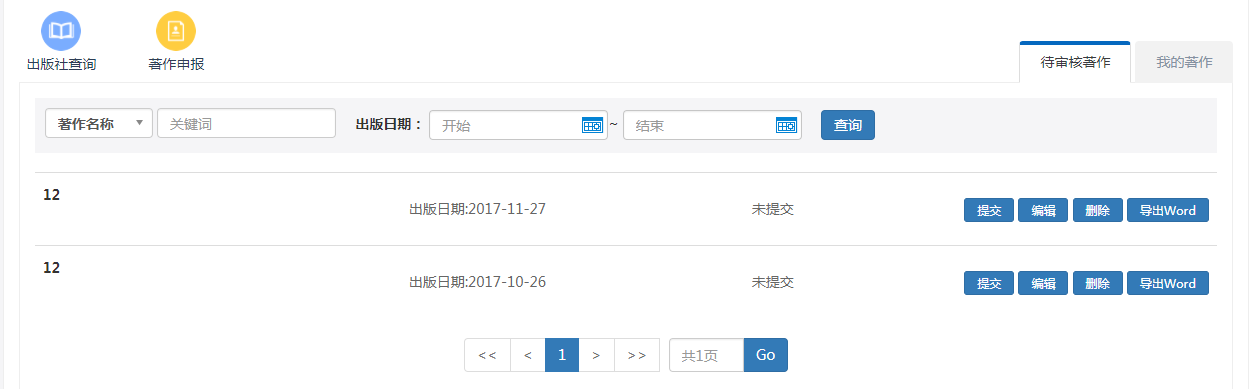 出版社查询 著作申报
待审核著作 我的著作
著作名称 关键词 出版日期： 开始 ~ 结束 查询
12
出版日期:2017-11-27 未提交 提交 编辑 删除 导出Word
12
出版日期:2017-10-26 未提交 提交 编辑 删除 导出Word
<< < 1 > >> 共1页 Go